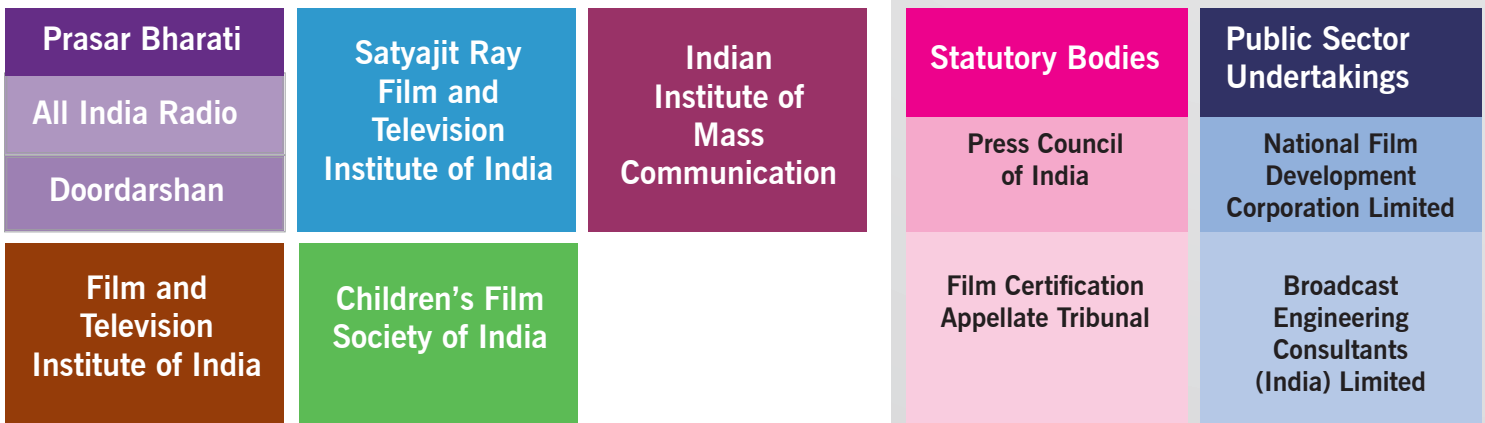 Prasar Bharati
All India Radio
Doordarshan
Satyajit Ray
Film and
Television
Institute of India
Indian
Institute of
Mass
Communication
Film and
Television
Institute of India
Children’s Film
Society of India
Statutory Bodies
Press Council
of India
Film Certification
Appellate Tribunal
Public Sector
Undertakings
National Film
Development
Corporation Limited
Broadcast
Engineering
Consultants
(India) Limited